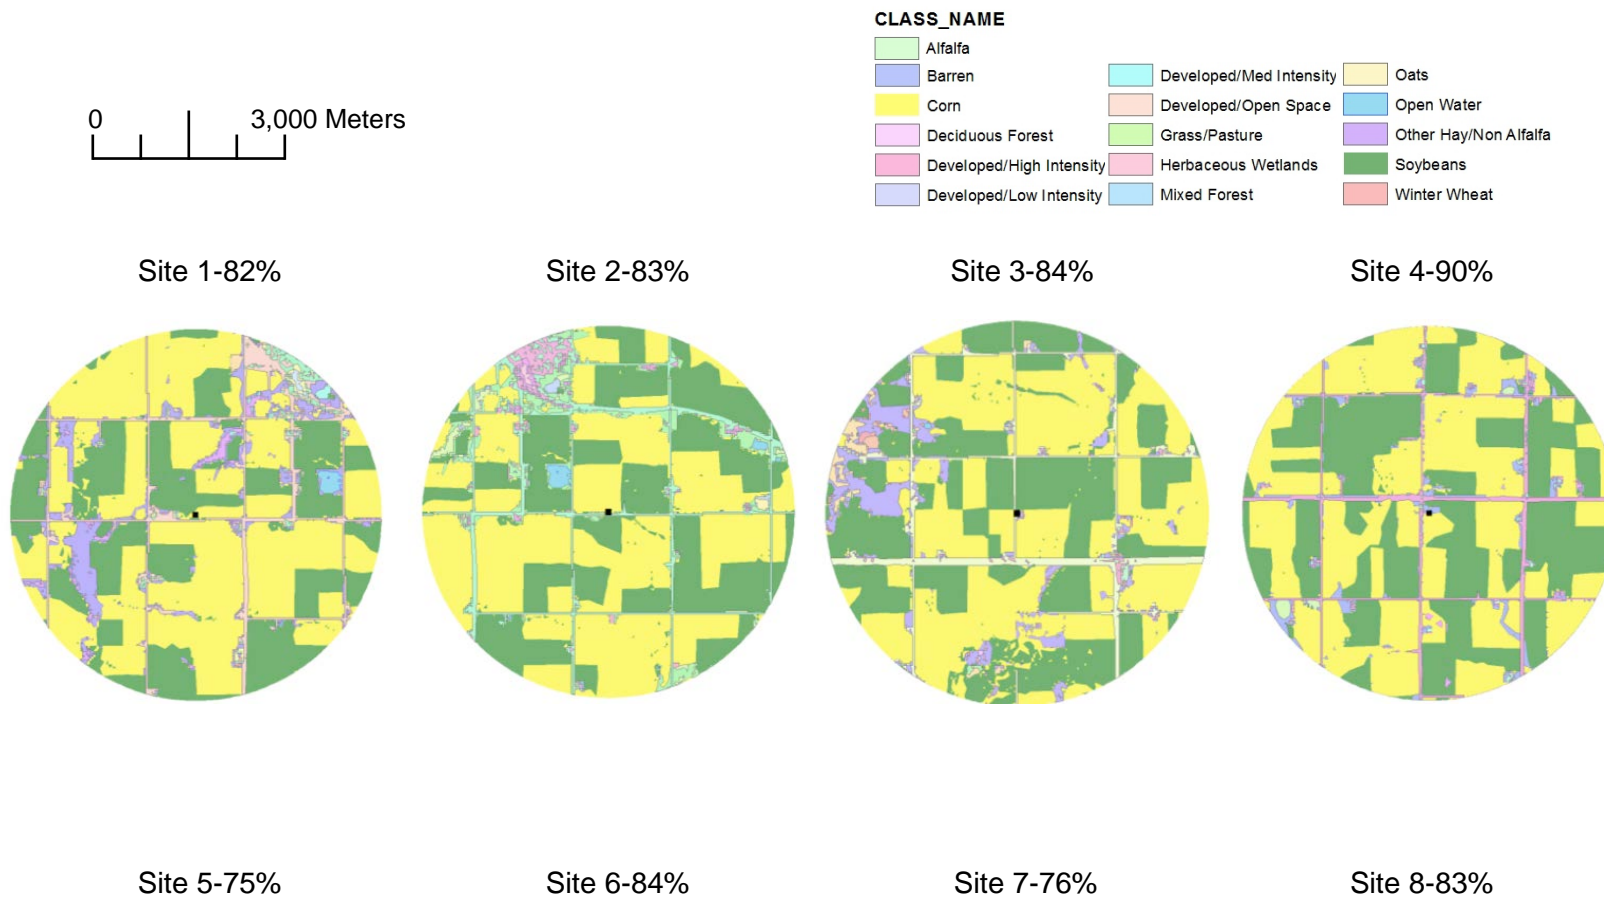 CLASS_NAME
Alfalfa
Barren
Corn
Deciduous Forest
Developed/High Intensity
Developed/Low Intensity
Developed/Med Intensity
Developed/Open Space
Grass/Pasture
Herbaceous Wetlands
Mixed Forest
Oats
Open Water
Other Hay/Non Alfalfa
Soybeans
Winter Wheat
0 3,000 Meters
Site 1-82%
Site 2-83%
Site 3-84%
Site 4-90%
Site 5-75%
Site 6-84%
Site 7-76%
Site 8-83%